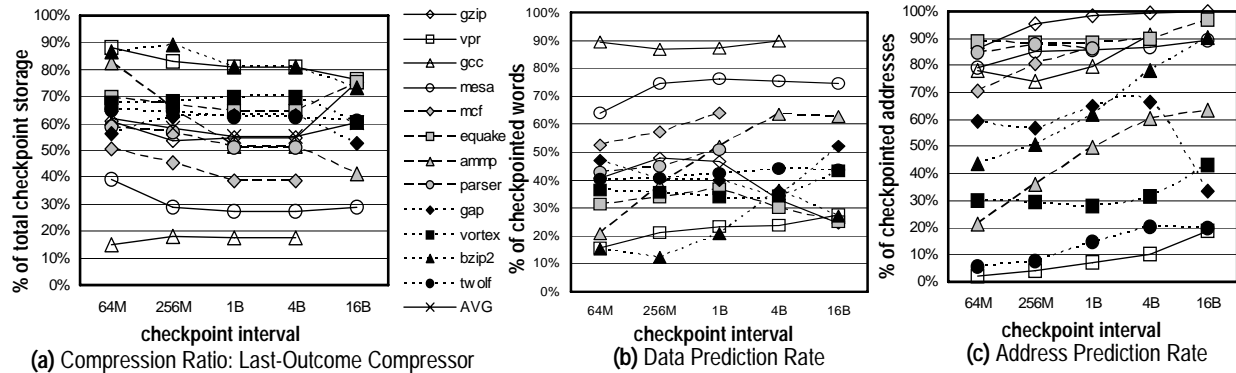 % of total checkpoint storage
100%
90%
80%
70%
60%
50%
40%
30%
20%
10%
0%
64M 256M 1B 4B 16B
checkpoint interval
(a) Compression Ratio: Last-Outcome Compressor
gzip
vpr
gcc
mesa
mcf
equake
ammp
parser
gap
vortex
bzip2
twolf
AVG
% of checkpointed words
100%
90%
80%
70%
60%
50%
40%
30%
20%
10%
0%
64M 256M 1B 4B 16B
checkpoint interval
(b) Data Prediction Rate
% of checkpointed addresses
100%
90%
80%
70%
60%
50%
40%
30%
20%
10%
0%
64M 256M 1B 4B 16B
checkpoint interval
(c) Address Prediction Rate